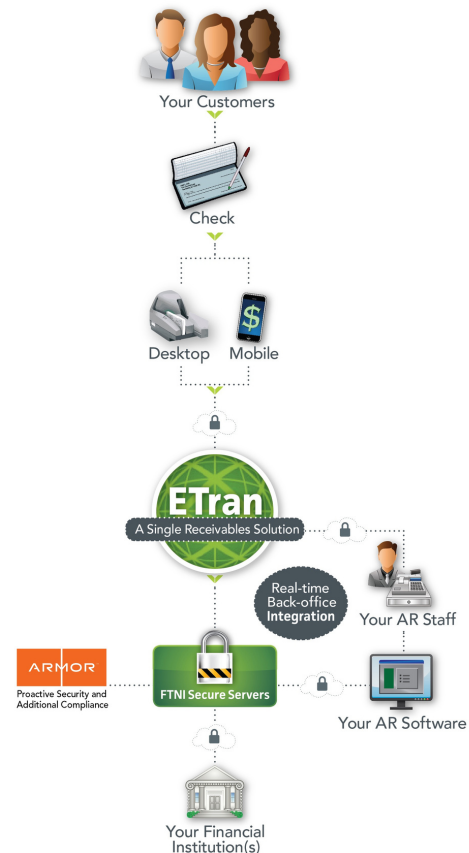 Your Customers
Check
Desktop
Mobile
$
ETran
A Single Receivables Solution
Real-time
Back-office
Integration
Your AR Staff
ARMOR
Proactive Security and
Additional Compliance
FTNI Secure Servers
Your AR Software
Your Financial
Institution(s)